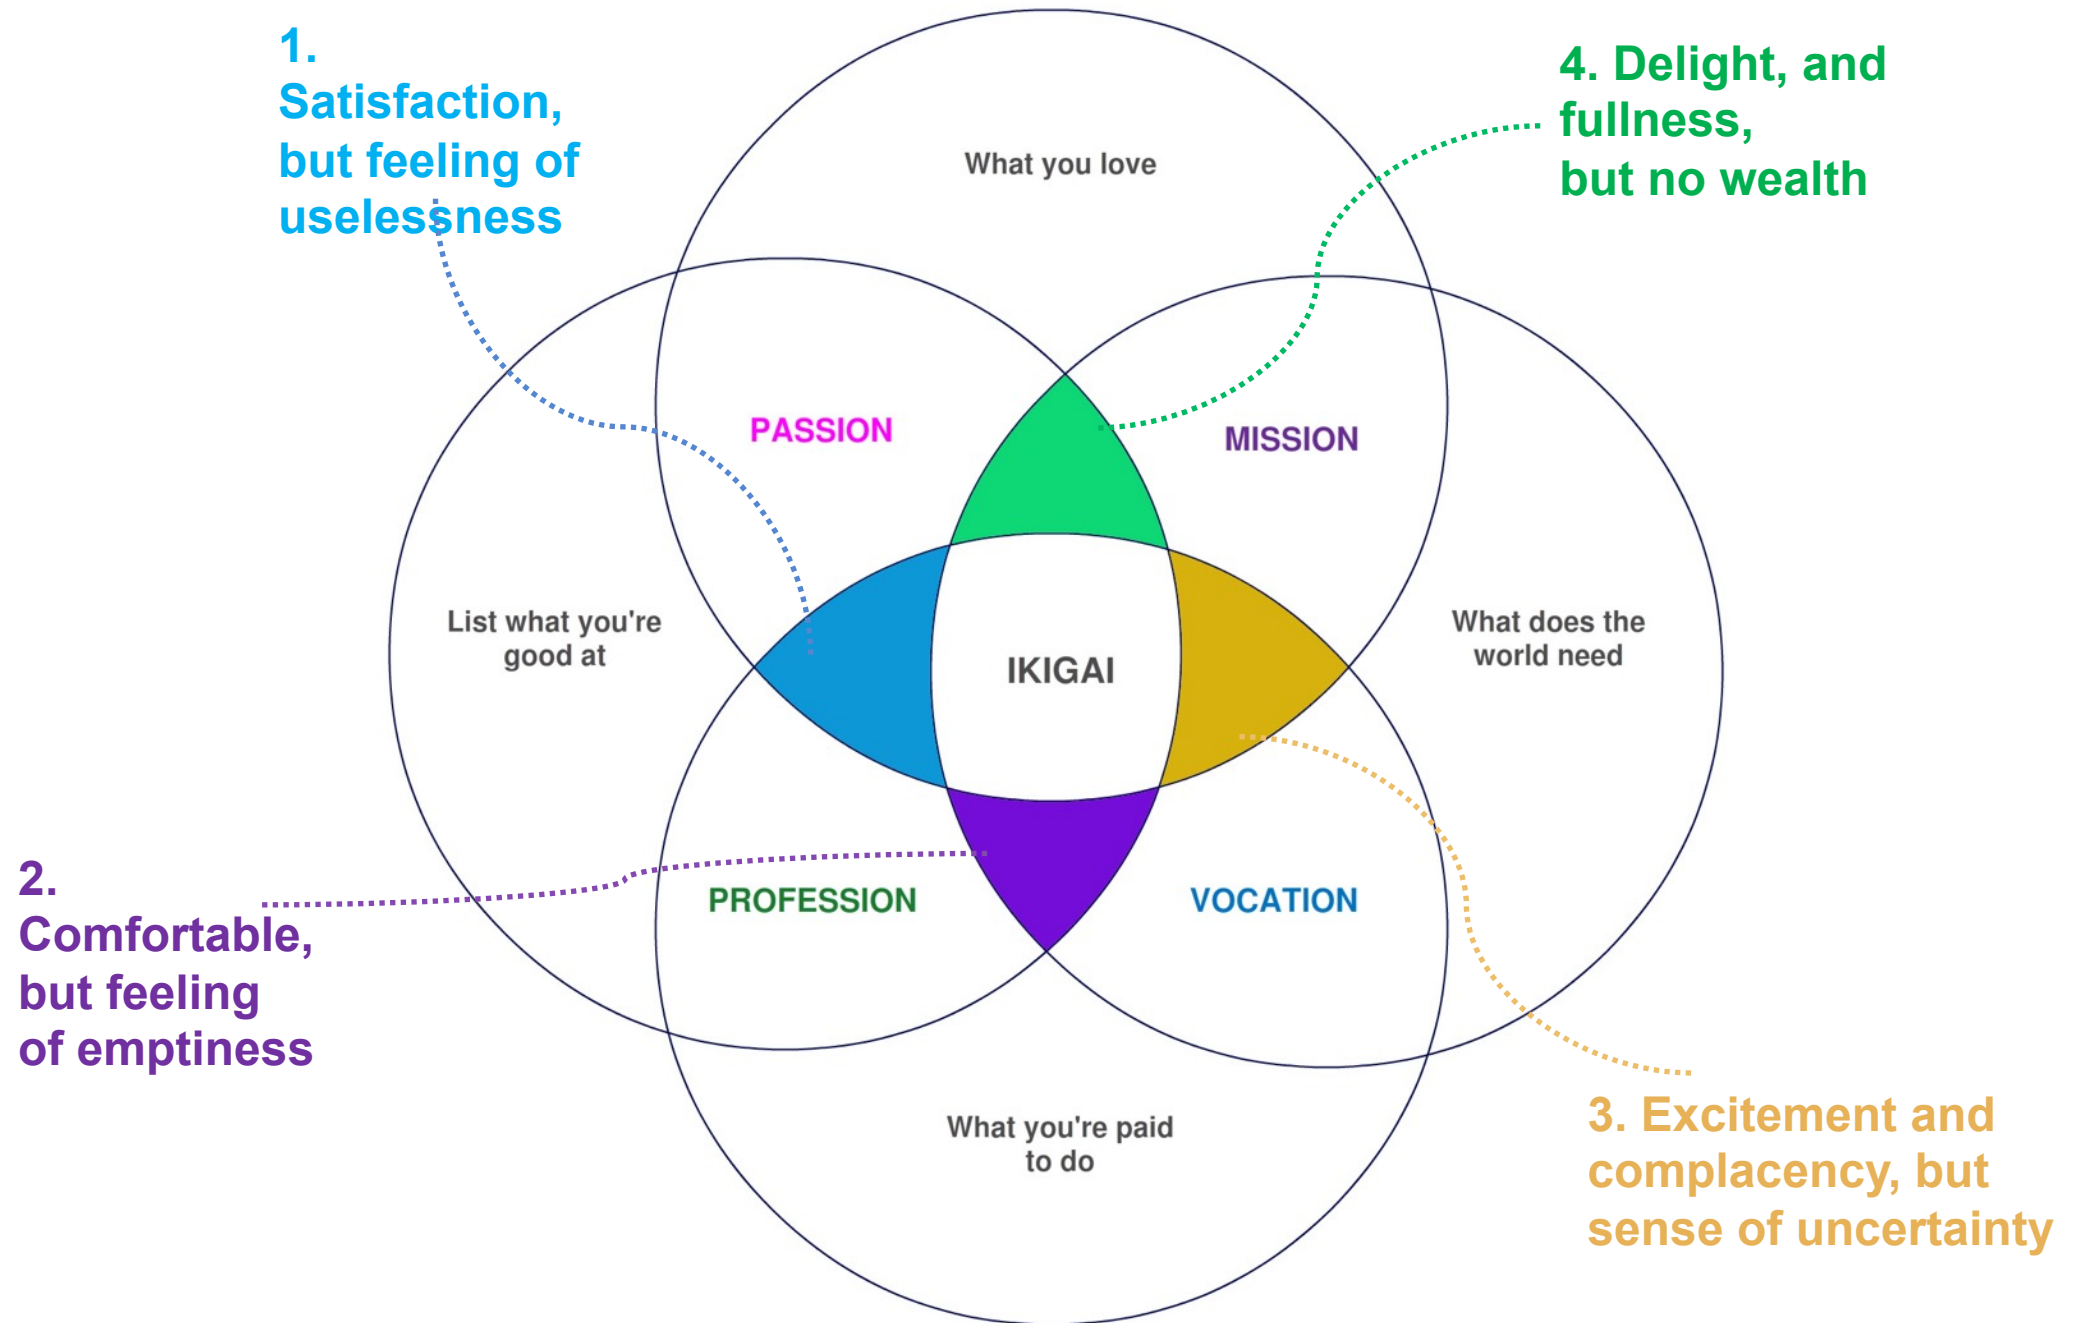 1.
Satisfaction,
but feeling of
uselessness
4. Delight, and
fullness,
but no wealth
What you love
PASSION
MISSION
List what you're
good at
What does the
world need
IKIGAI
2.
Comfortable,
but feeling
of emptiness
PROFESSION
VOCATION
What you're paid
to do
3. Excitement and
complacency, but
sense of uncertainty